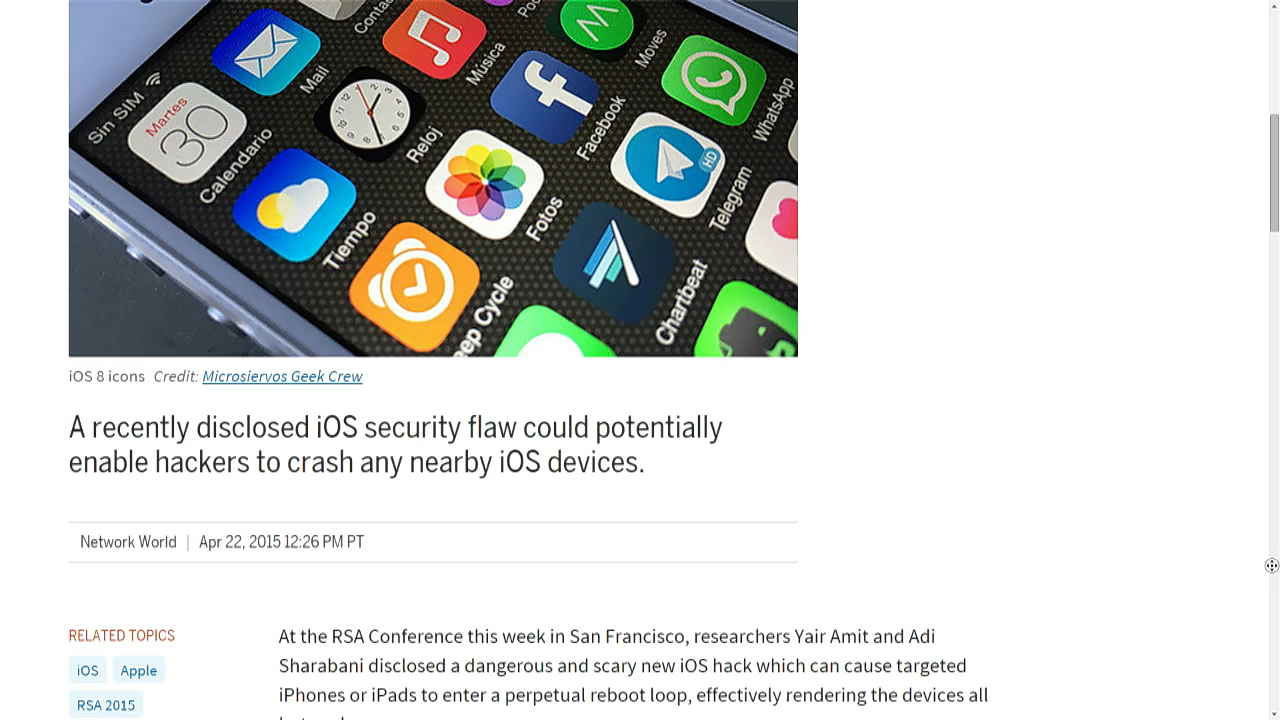 Conta
Po
Moves
Mail
Música
Facebook
WhatsApp
Sin SIM
Martes
30
Calendario
Reloj
HD
Telegram
Tiempo
Fotos
eep Cycle
Chartbeat
iOS 8 icons Credit: Microsiervos Geek Crew
A recently disclosed iOS security flaw could potentially
enable hackers to crash any nearby iOS devices.
Network World | Apr 22, 2015 12:26 PM PT
RELATED TOPICS
iOS Apple
RSA 2015
At the RSA Conference this week in San Francisco, researchers Yair Amit and Adi
Sharabani disclosed a dangerous and scary new iOS hack which can cause targeted
iPhones or iPads to enter a perpetual reboot loop, effectively rendering the devices all